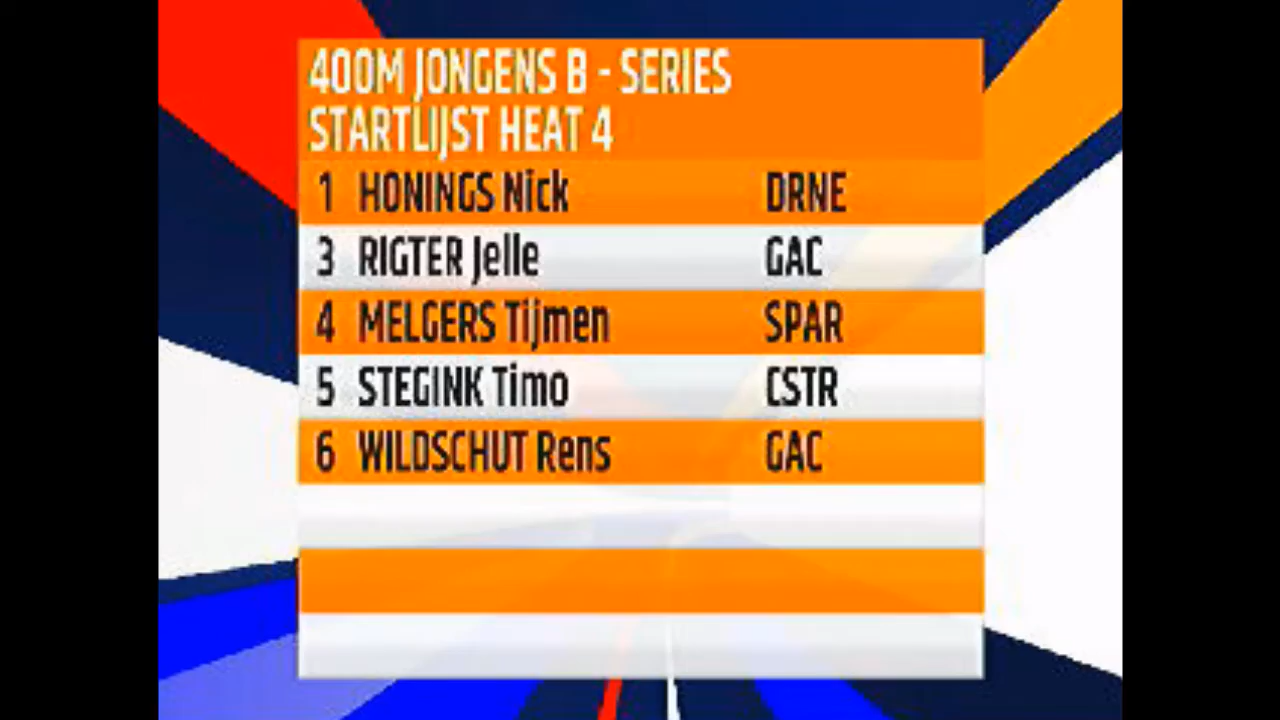 400M JONGENS B - SERIES
STARTLIJST HEAT 4
1 HONINGS Nick DRNE
3 RIGTER Jelle GAC
4 MELGERS Tijmen SPAR
5 STEGINK Timo CSTR
6 WILDSCHUT Rens GAC